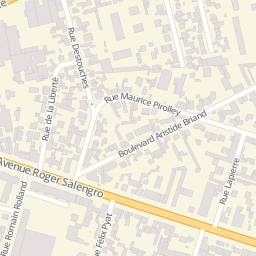 Rue Destouches
Rue de la Liberté
Rue Maurice Pirolley
Boulevard Aristide Briand
Avenue Roger Salengro
Rue Lapierre
Rue Romain Rolland
Rue Félix Pyat